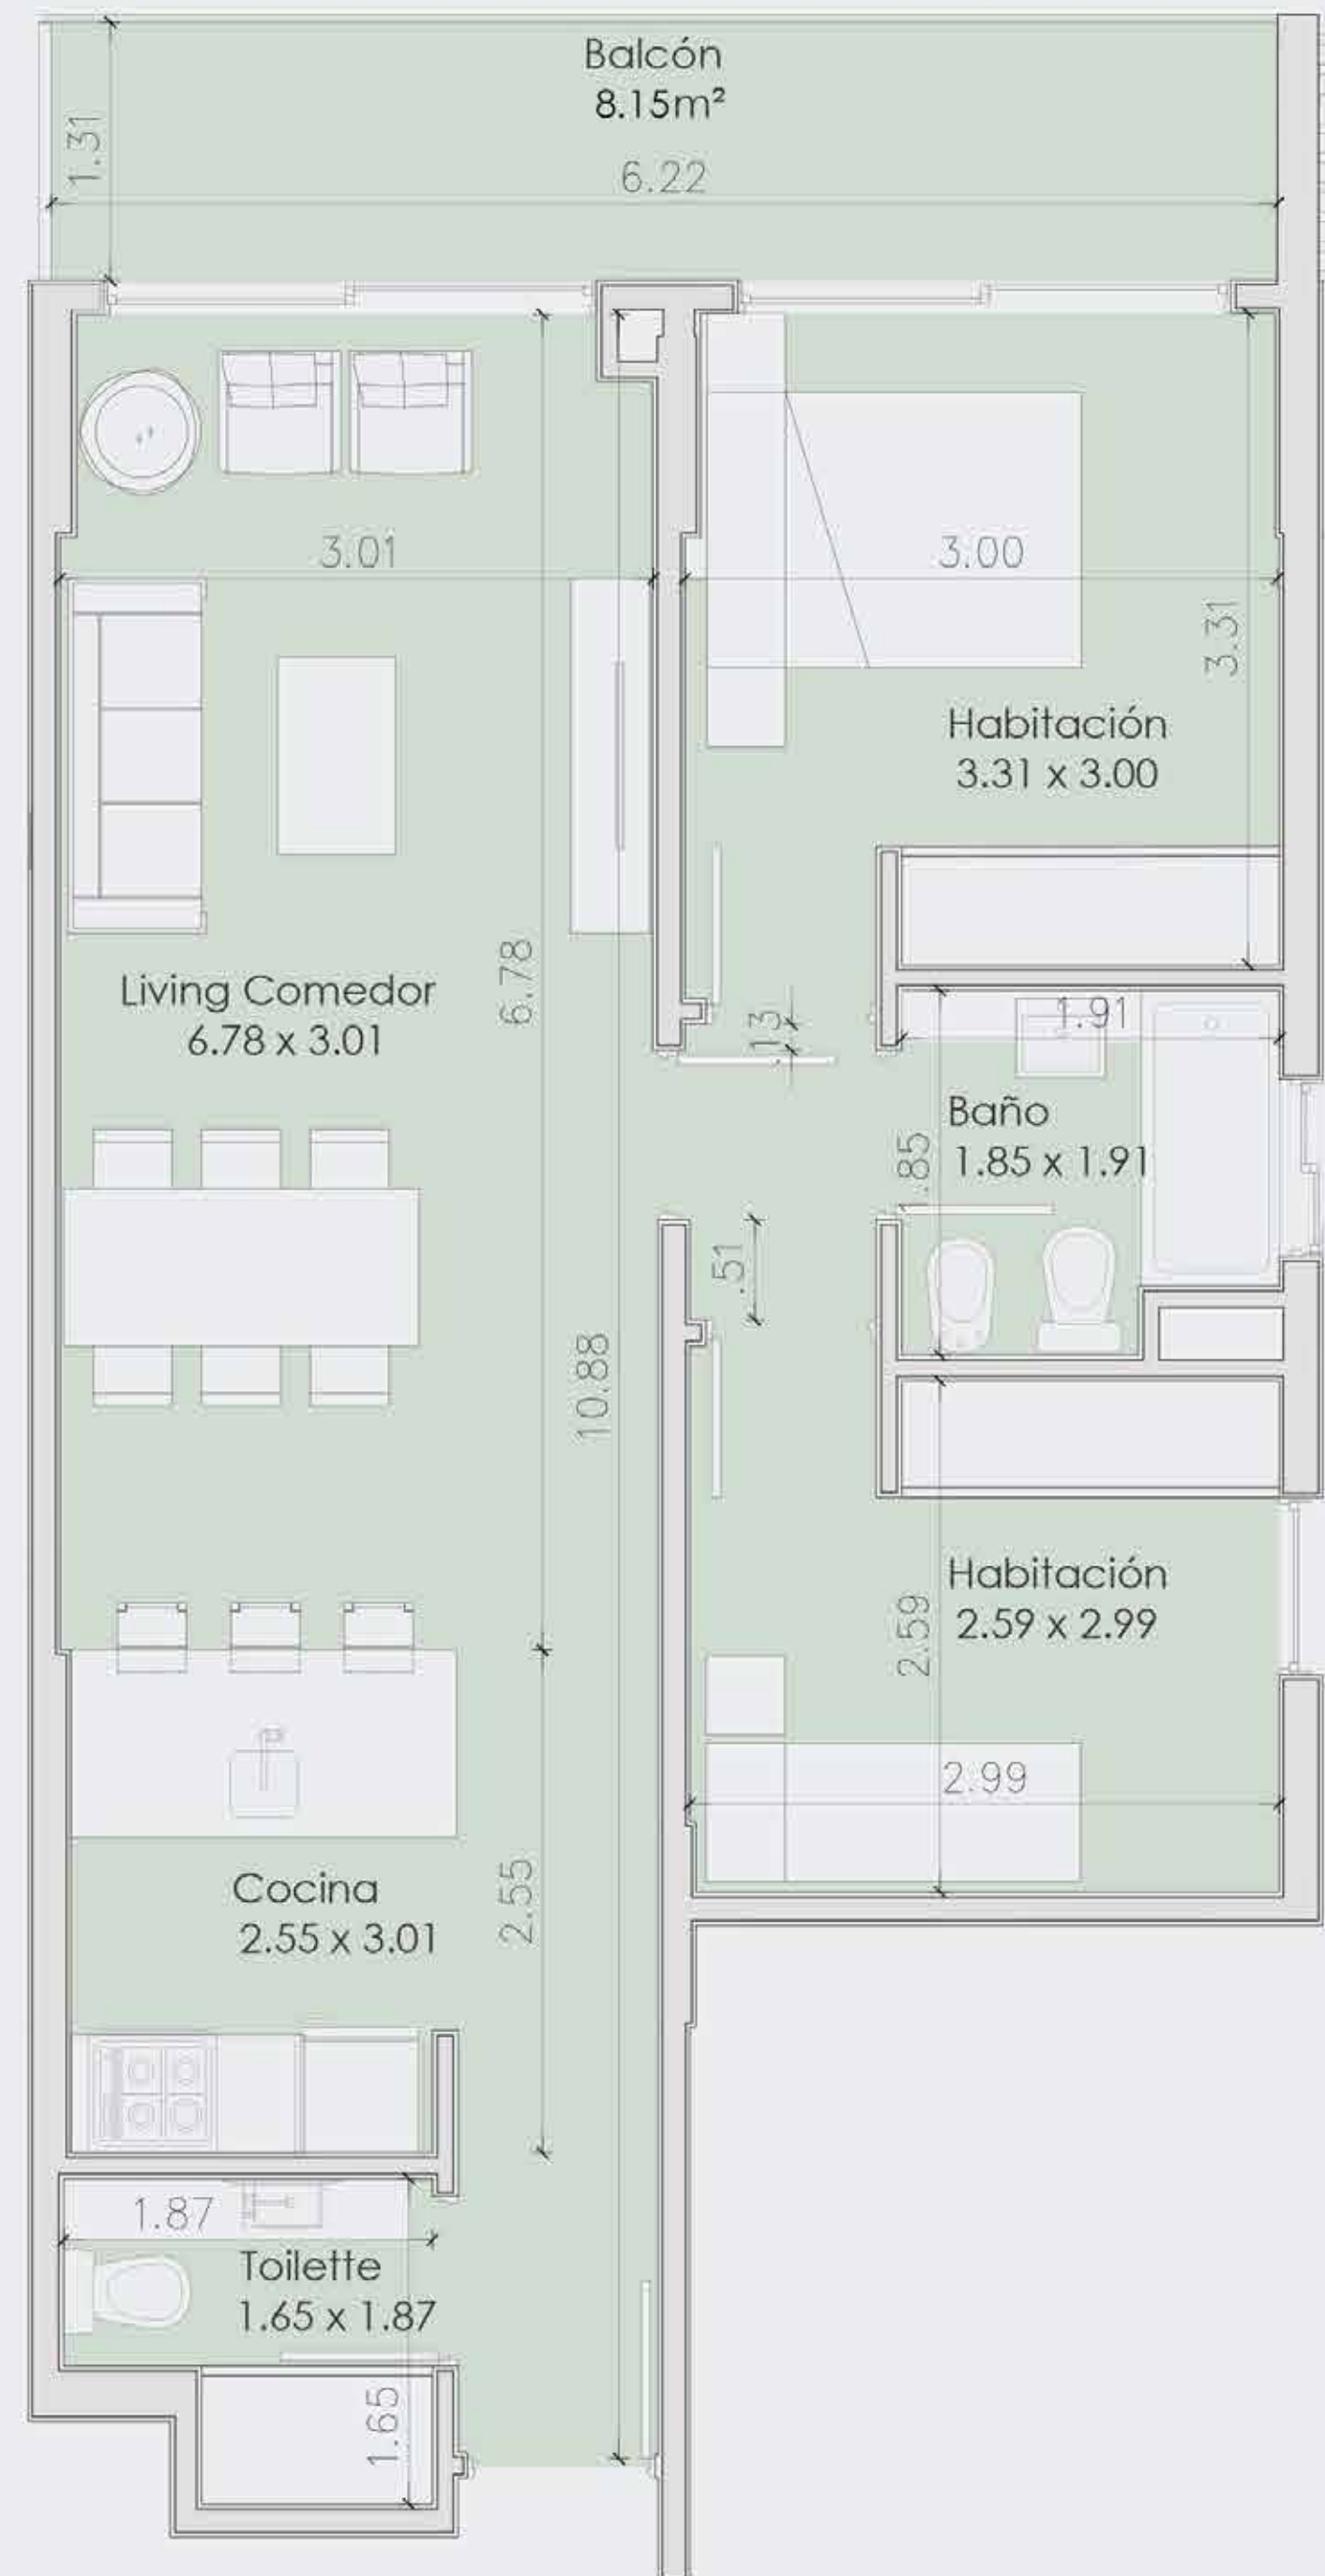 Balcón
8.15m²
1.31
6.22
3.01
3.00
3.31
Habitación
3.31 x 3.00
Living Comedor
6.78 x 3.01
6.78
.13
1.91
Baño
1.85 x 1.91
1.85
.51
10.88
Habitación
2.59 x 2.99
2.59
2.99
Cocina
2.55 x 3.01
2.55
1.87
Toilette
1.65 x 1.87
1.65